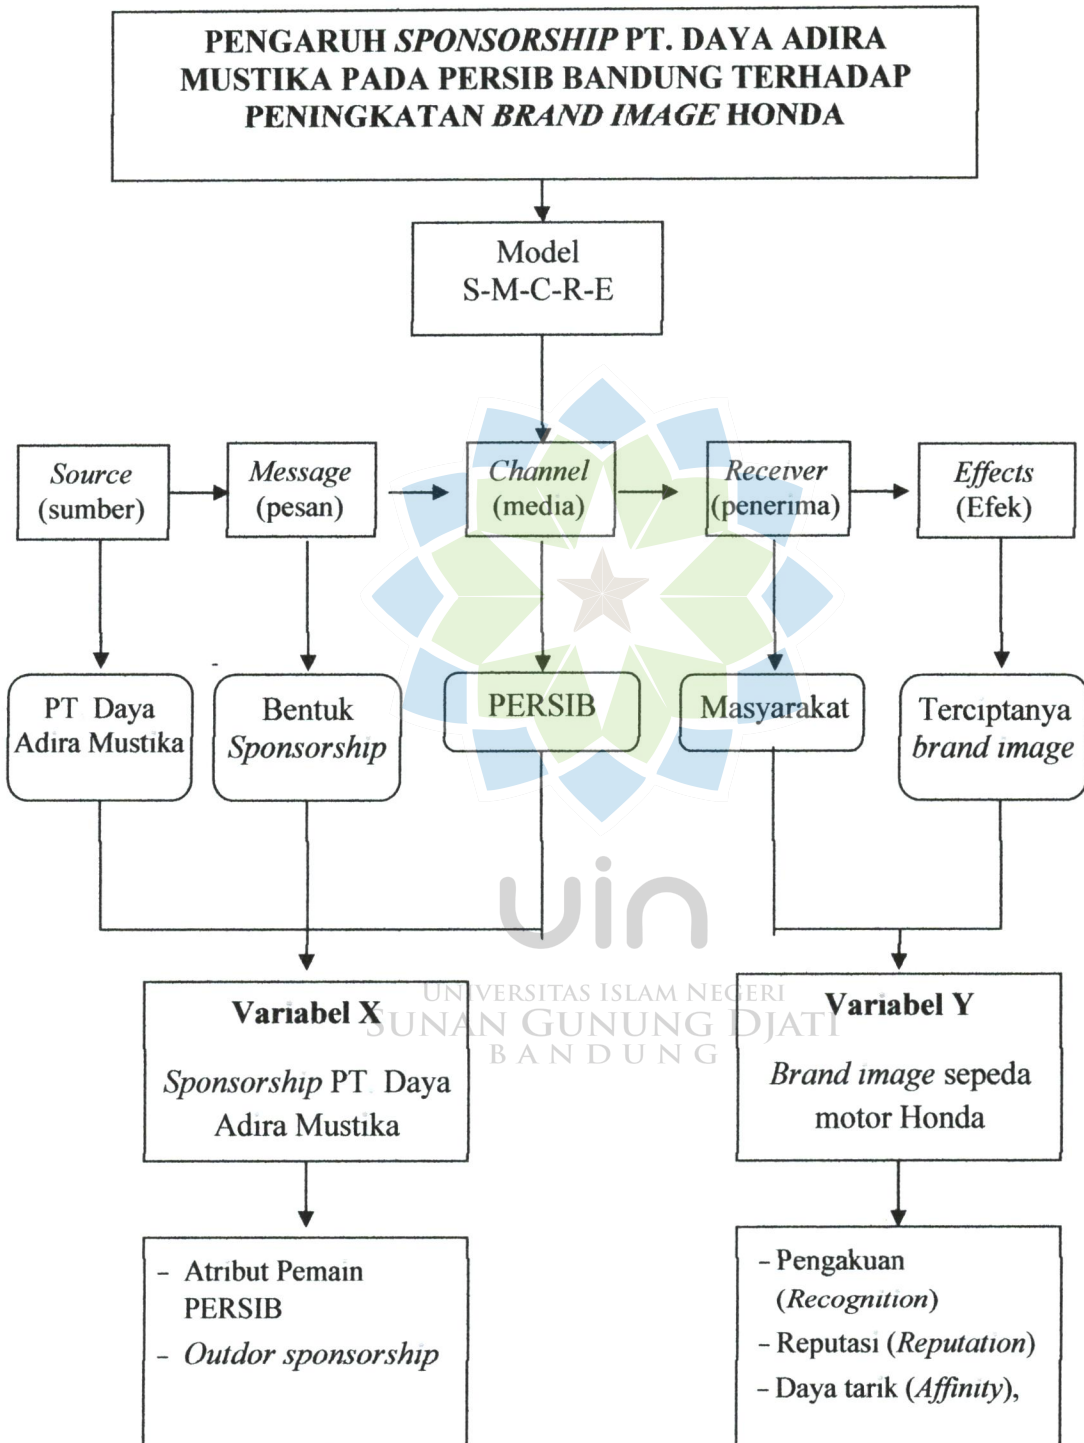 PENGARUH SPONSORSHIP PT. DAYA ADIRA
MUSTIKA PADA PERSIB BANDUNG TERHADAP
PENINGKATAN BRAND IMAGE HONDA
Model
S-M-C-R-E
Source
(sumber)
Message
(pesan)
Channel
(media)
Receiver
(penerima)
Effects
(Efek)
PT Daya
Adira Mustika
Bentuk
Sponsorship
PERSIB
Masyarakat
Terciptanya
brand image
uin
UNIVERSITAS ISLAM NEGERI
SUNAN GUNUNG DJATI
BANDUNG
Variabel X
Sponsorship PT. Daya
Adira Mustika
Variabel Y
Brand image sepeda
motor Honda
- Atribut Pemain
PERSIB
- Outdor sponsorship
- Pengakuan
(Recognition)
- Reputasi (Reputation)
- Daya tarik (Affinity),